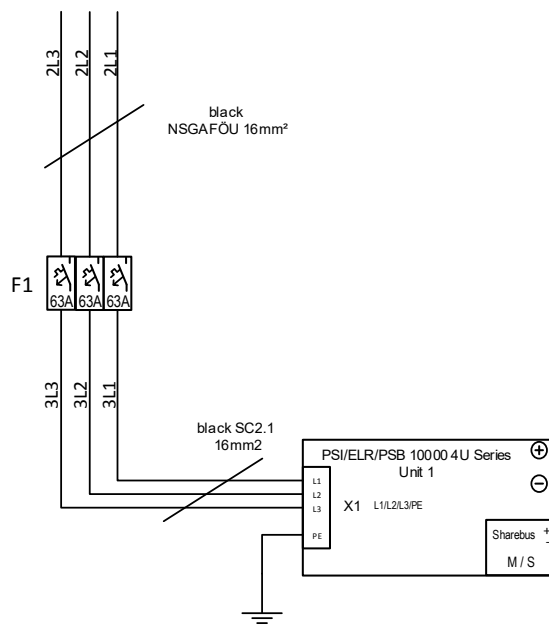 2L3
2L2
2L1
black
NSGAFÖU 16mm²
F1
63A
63A
63A
3L3
3L2
3L1
black SC2.1
16mm2
PSI/ELR/PSB 10000 4U Series
Unit 1
+
-
L1
L2
L3
PE
X1
L1/L2/L3/PE
Sharebus + -
M / S